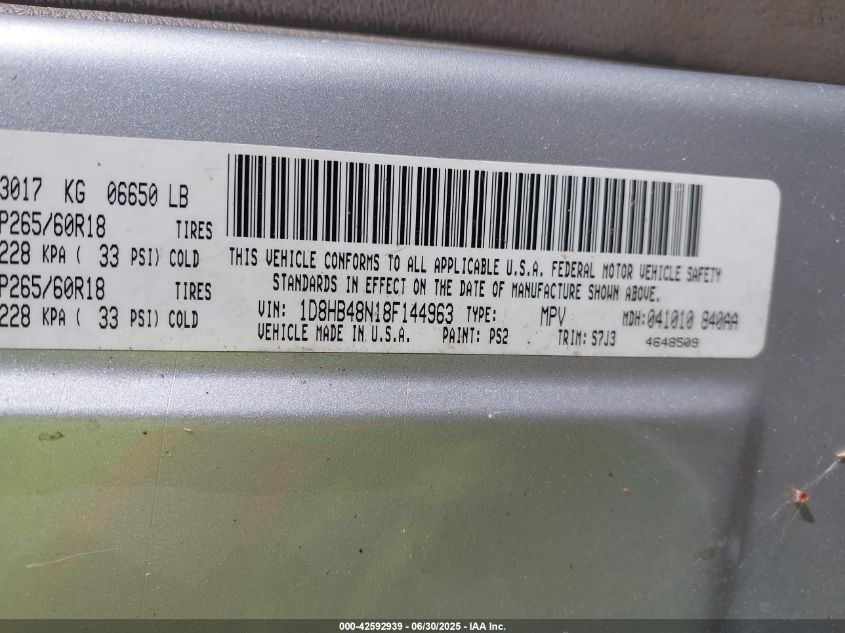 3017 KG 06650 LB
P265/60R18 TIRES
228 KPA ( 33 PSI) COLD
P265/60R18 TIRES
228 KPA ( 33 PSI) COLD
THIS VEHICLE CONFORMS TO ALL APPLICABLE U.S.A. FEDERAL MOTOR VEHICLE SAFETY
STANDARDS IN EFFECT ON THE DATE OF MANUFACTURE SHOWN ABOVE.
VIN: 1D8HB48N18F144963 TYPE: MPV MDH:041010 840AA
VEHICLE MADE IN U.S.A. PAINT: PS2 TRIM: S7J3 4648509
000-42592939 - 06/30/2025 - IAA Inc.